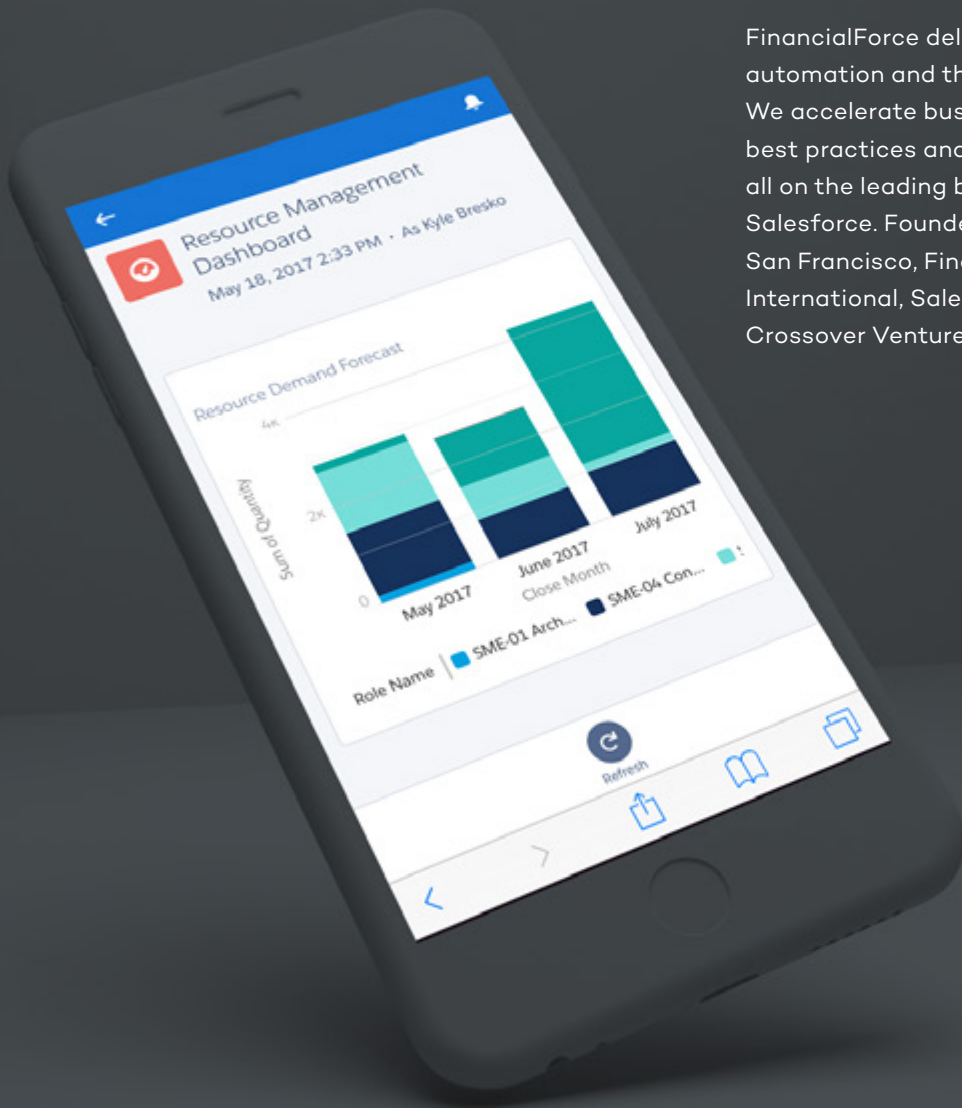 FinancialForce del
automation and th
We accelerate bus
best practices and
all on the leading b
Salesforce. Founde
San Francisco, Fina
International, Sale
Crossover Venture
Resource Management
Dashboard
May 18, 2017 2:33 PM · As Kyle Bresko
Resource Demand Forecast
4K
2K
0
Sum of Quantity
May 2017
June 2017
July 2017
Close Month
Role Name
SME-01 Arch...
SME-04 Con...
Refresh